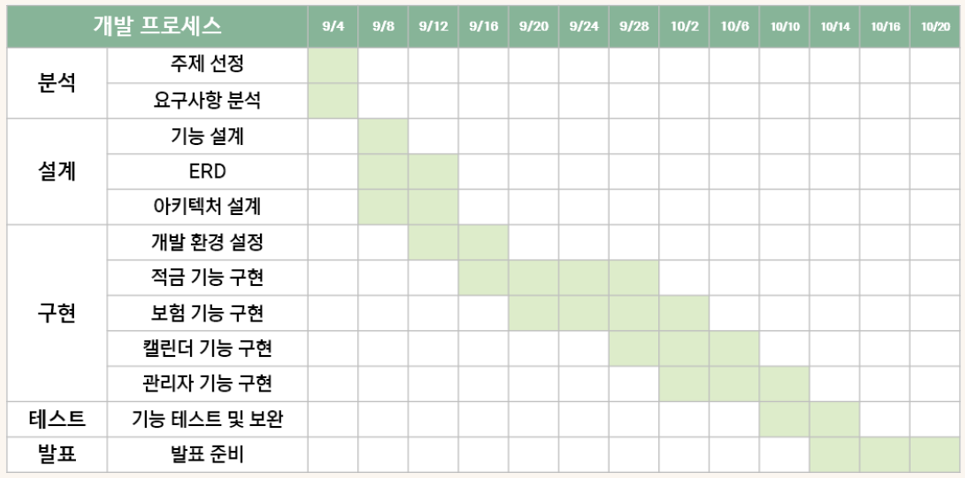 개발 프로세스 9/4 9/8 9/12 9/16 9/20 9/24 9/28 10/2 10/6 10/10 10/14 10/16 10/20
분석 주제 선정
요구사항 분석
설계 기능 설계
ERD
아키텍처 설계
구현 개발 환경 설정
적금 기능 구현
보험 기능 구현
캘린더 기능 구현
관리자 기능 구현
테스트 기능 테스트 및 보완
발표 발표 준비